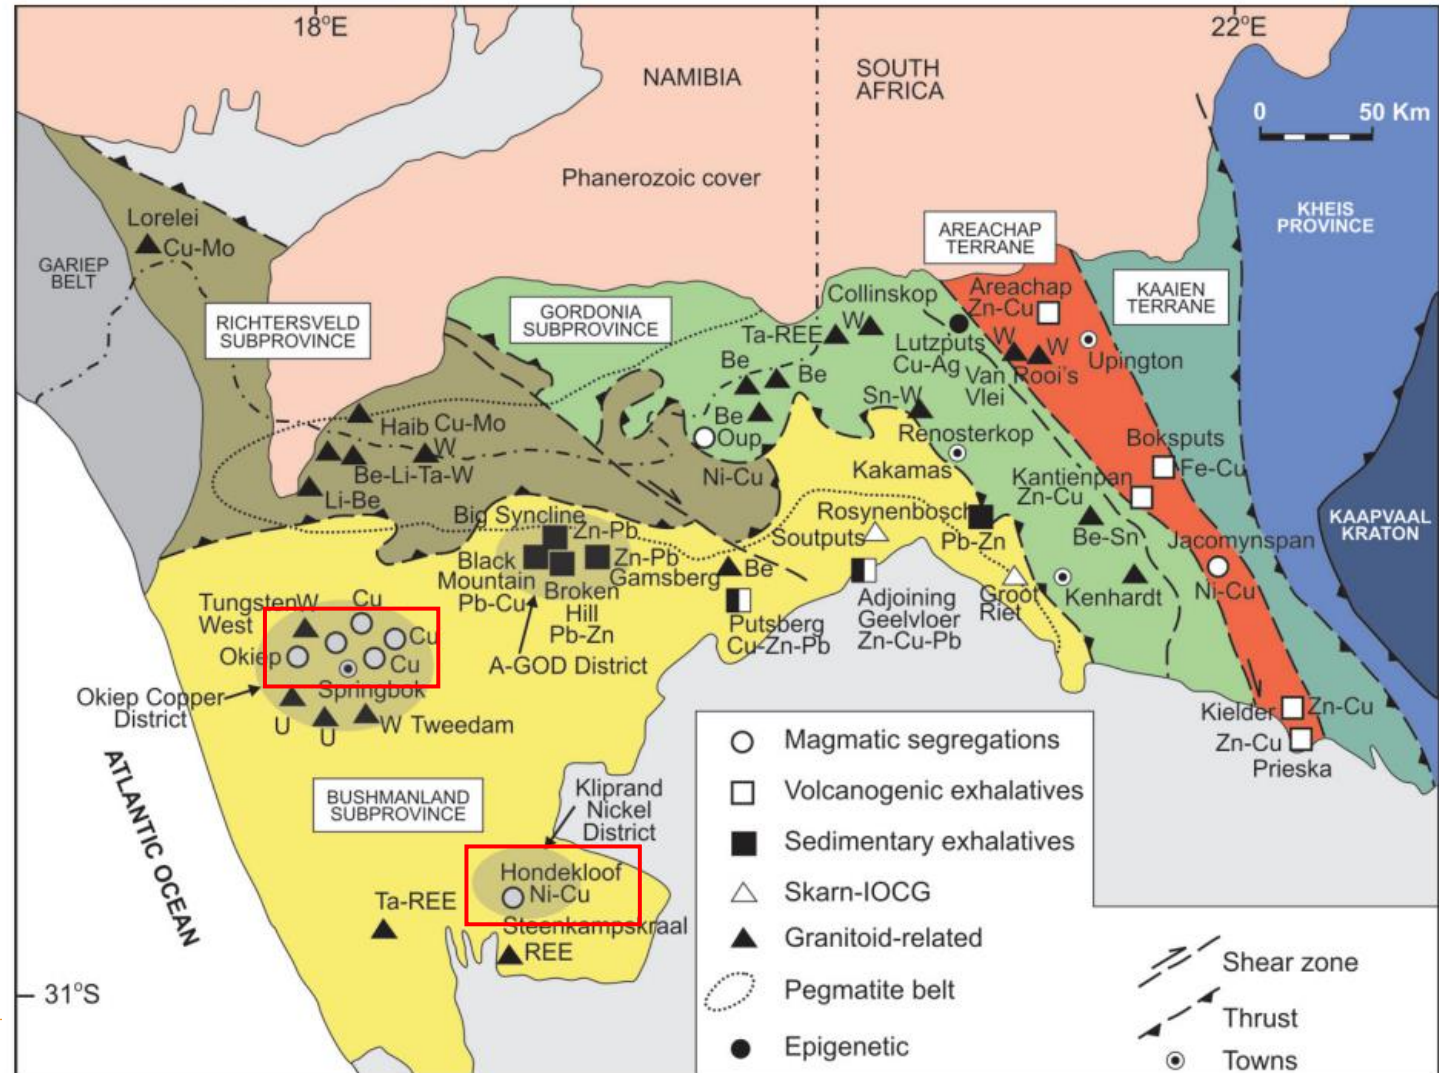 18°E
22°E
NAMIBIA
SOUTH
AFRICA
0 50 Km
Phanerozoic cover
KHEIS
PROVINCE
Lorelei
Cu-Mo
GARIEP
BELT
AREACHAP
TERRANE
KAAIEN
TERRANE
RICHTERSVELD
SUBPROVINCE
GORDONIA
SUBPROVINCE
Collinskop
W
Ta-REE
Areachap
Zn-Cu
Lutzputs
Cu-Ag
W
W
Upington
Van Rooi's
Vlei
Be
Be
Be
Sn-W
Renosterkop
Oup
Ni-Cu
Haib Cu-Mo
W
Be-Li-Ta-W
Li-Be
Kakamas
Boksputs
Fe-Cu
Kantienpan
Zn-Cu
KAAPVAAL
KRATON
Big Syncline
Zn-Pb
Black
Mountain
Pb-Cu
Zn-Pb
Gamsberg
Broken
Hill
Pb-Zn
Be
Rosynenbosch
Pb-Zn
Soutputs
Be-Sn
Jacomynspan
Ni-Cu
Putsberg
Cu-Zn-Pb
Adjoining
Geelvloer
Zn-Cu-Pb
Groot
Riet
Kenhardt
A-GOD District
Tungsten
West
W
Cu
Cu
Cu
Okiep
Springbok
Okiep Copper
District
U
U
W Tweedam
Kielder
Zn-Cu
Zn-Cu
Prieska
BUSHMANLAND
SUBPROVINCE
Kliprand
Nickel
District
ATLANTIC OCEAN
Hondekloof
Ni-Cu
Ta-REE
Steenkampskraal
REE
31°S
Magmatic segregations
Volcanogenic exhalatives
Sedimentary exhalatives
Skarn-IOCG
Granitoid-related
Pegmatite belt
Epigenetic
Shear zone
Thrust
Towns